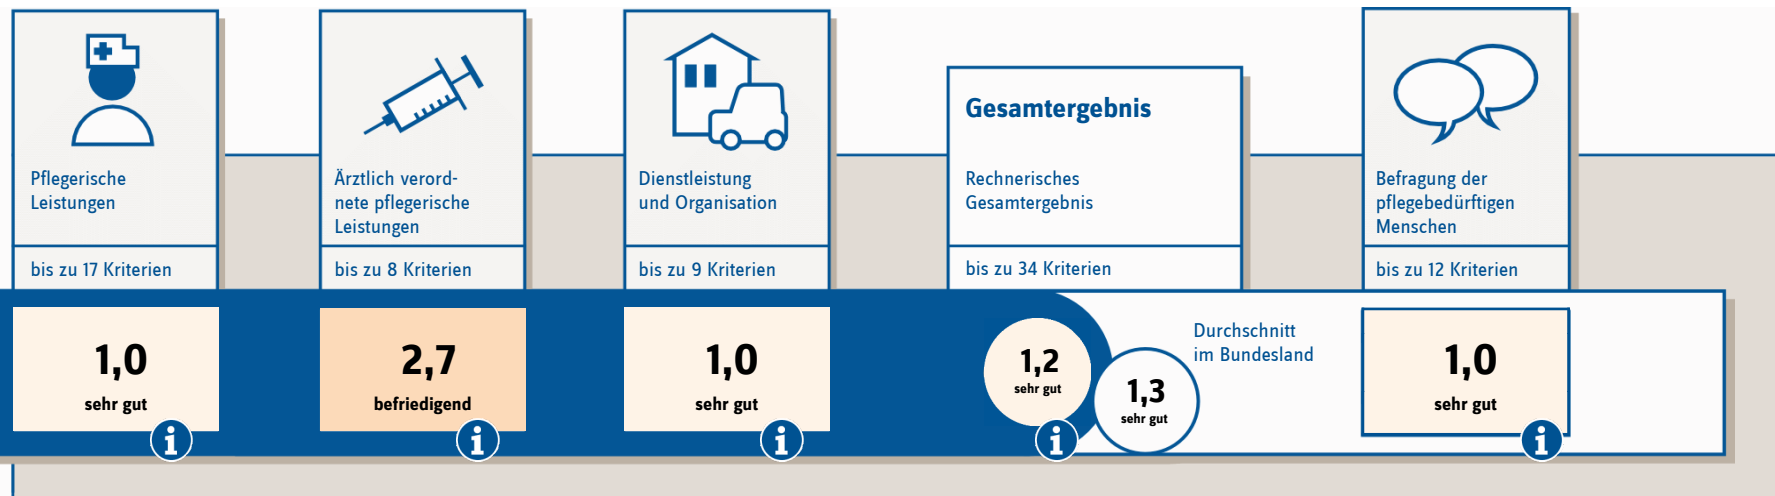 Pflegerische
Leistungen
bis zu 17 Kriterien
1,0
sehr gut
i
Ärztlich verord-
nete pflegerische
Leistungen
bis zu 8 Kriterien
2,7
befriedigend
i
Dienstleistung
und Organisation
bis zu 9 Kriterien
1,0
sehr gut
i
Gesamtergebnis
Rechnerisches
Gesamtergebnis
bis zu 34 Kriterien
1,2
sehr gut
i
1,3
sehr gut
Durchschnitt
im Bundesland
Befragung der
pflegebedürftigen
Menschen
bis zu 12 Kriterien
1,0
sehr gut
i